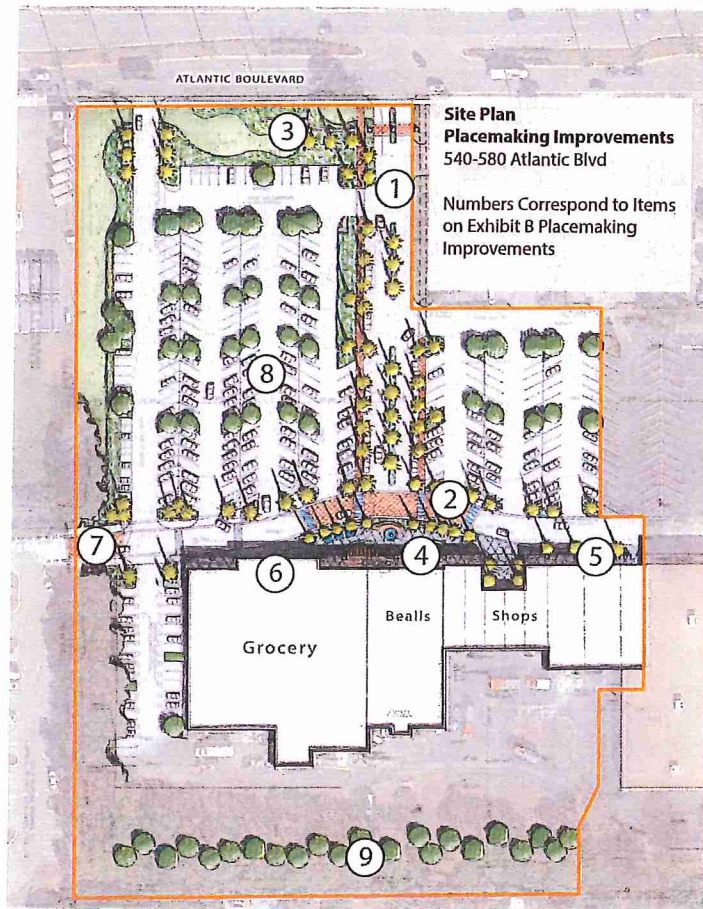 ATLANTIC BOULEVARD
Site Plan
Placemaking Improvements
540-580 Atlantic Blvd
Numbers Correspond to Items
on Exhibit B Placemaking
Improvements
3
1
8
2
7
6
4
5
Grocery
Bealls
Shops
9